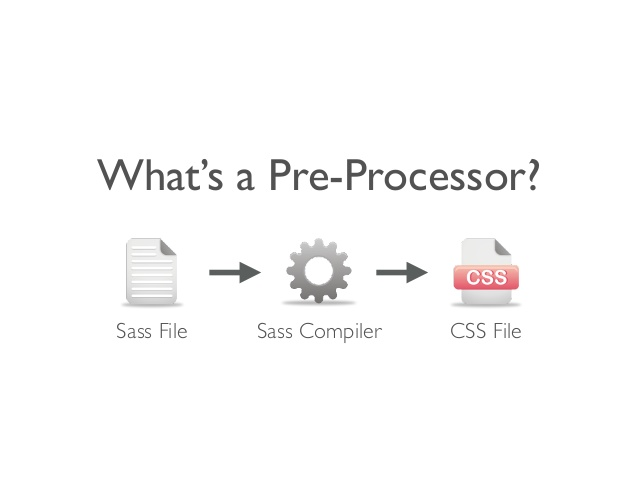 What's a Pre-Processor?
CSS
Sass File
Sass Compiler
CSS File